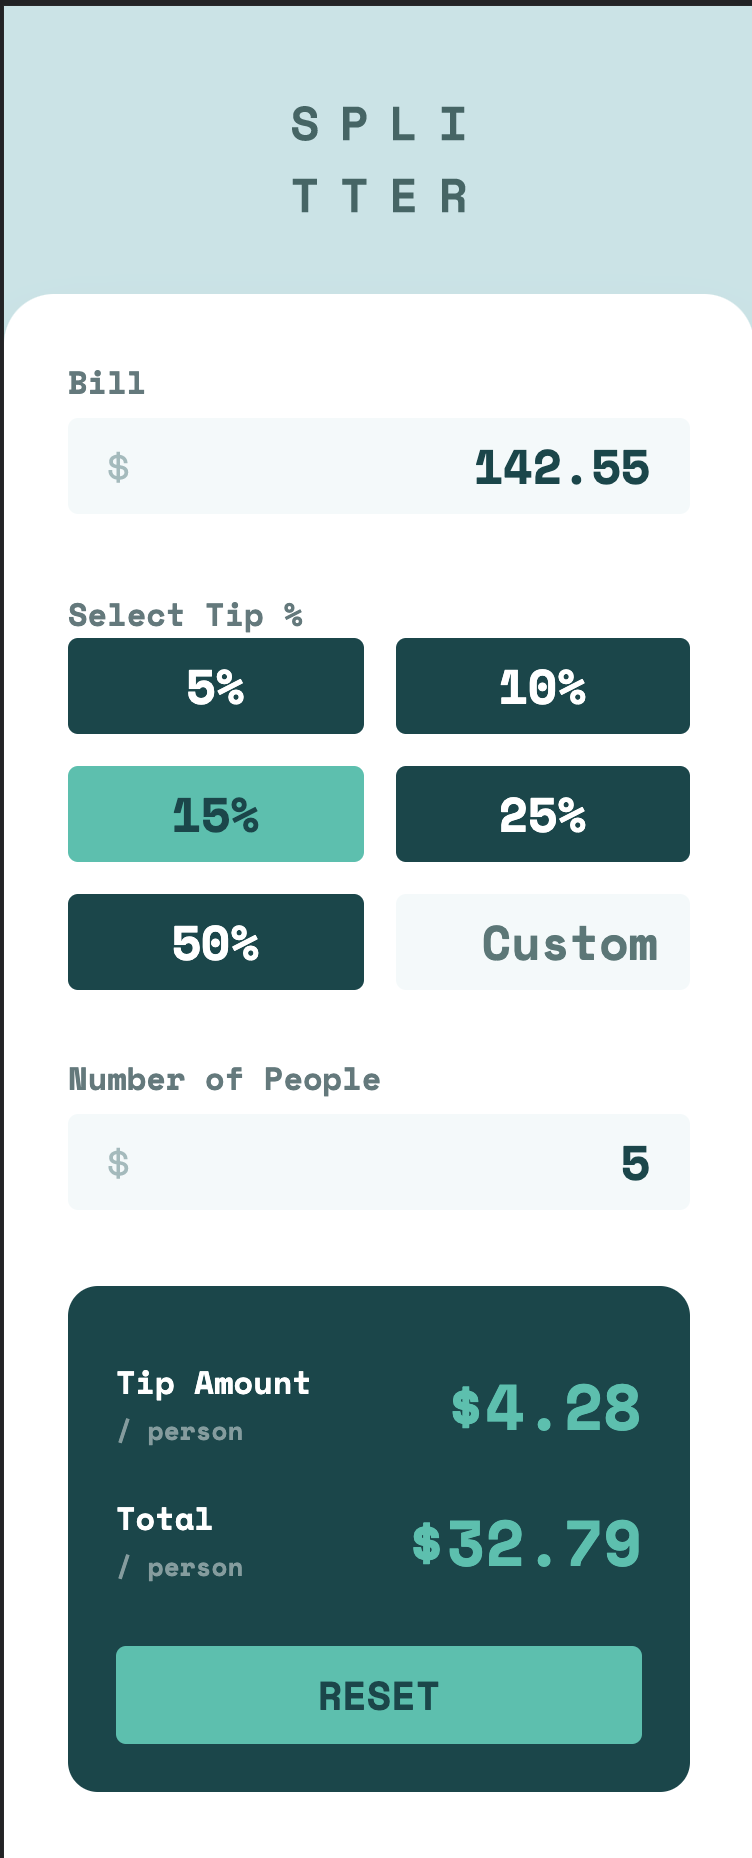 SPLI
TTER
Bill
$ 142.55
Select Tip %
5% 10%
15% 25%
50% Custom
Number of People
$ 5
Tip Amount
/ person
$4.28
Total
/ person
$32.79
RESET